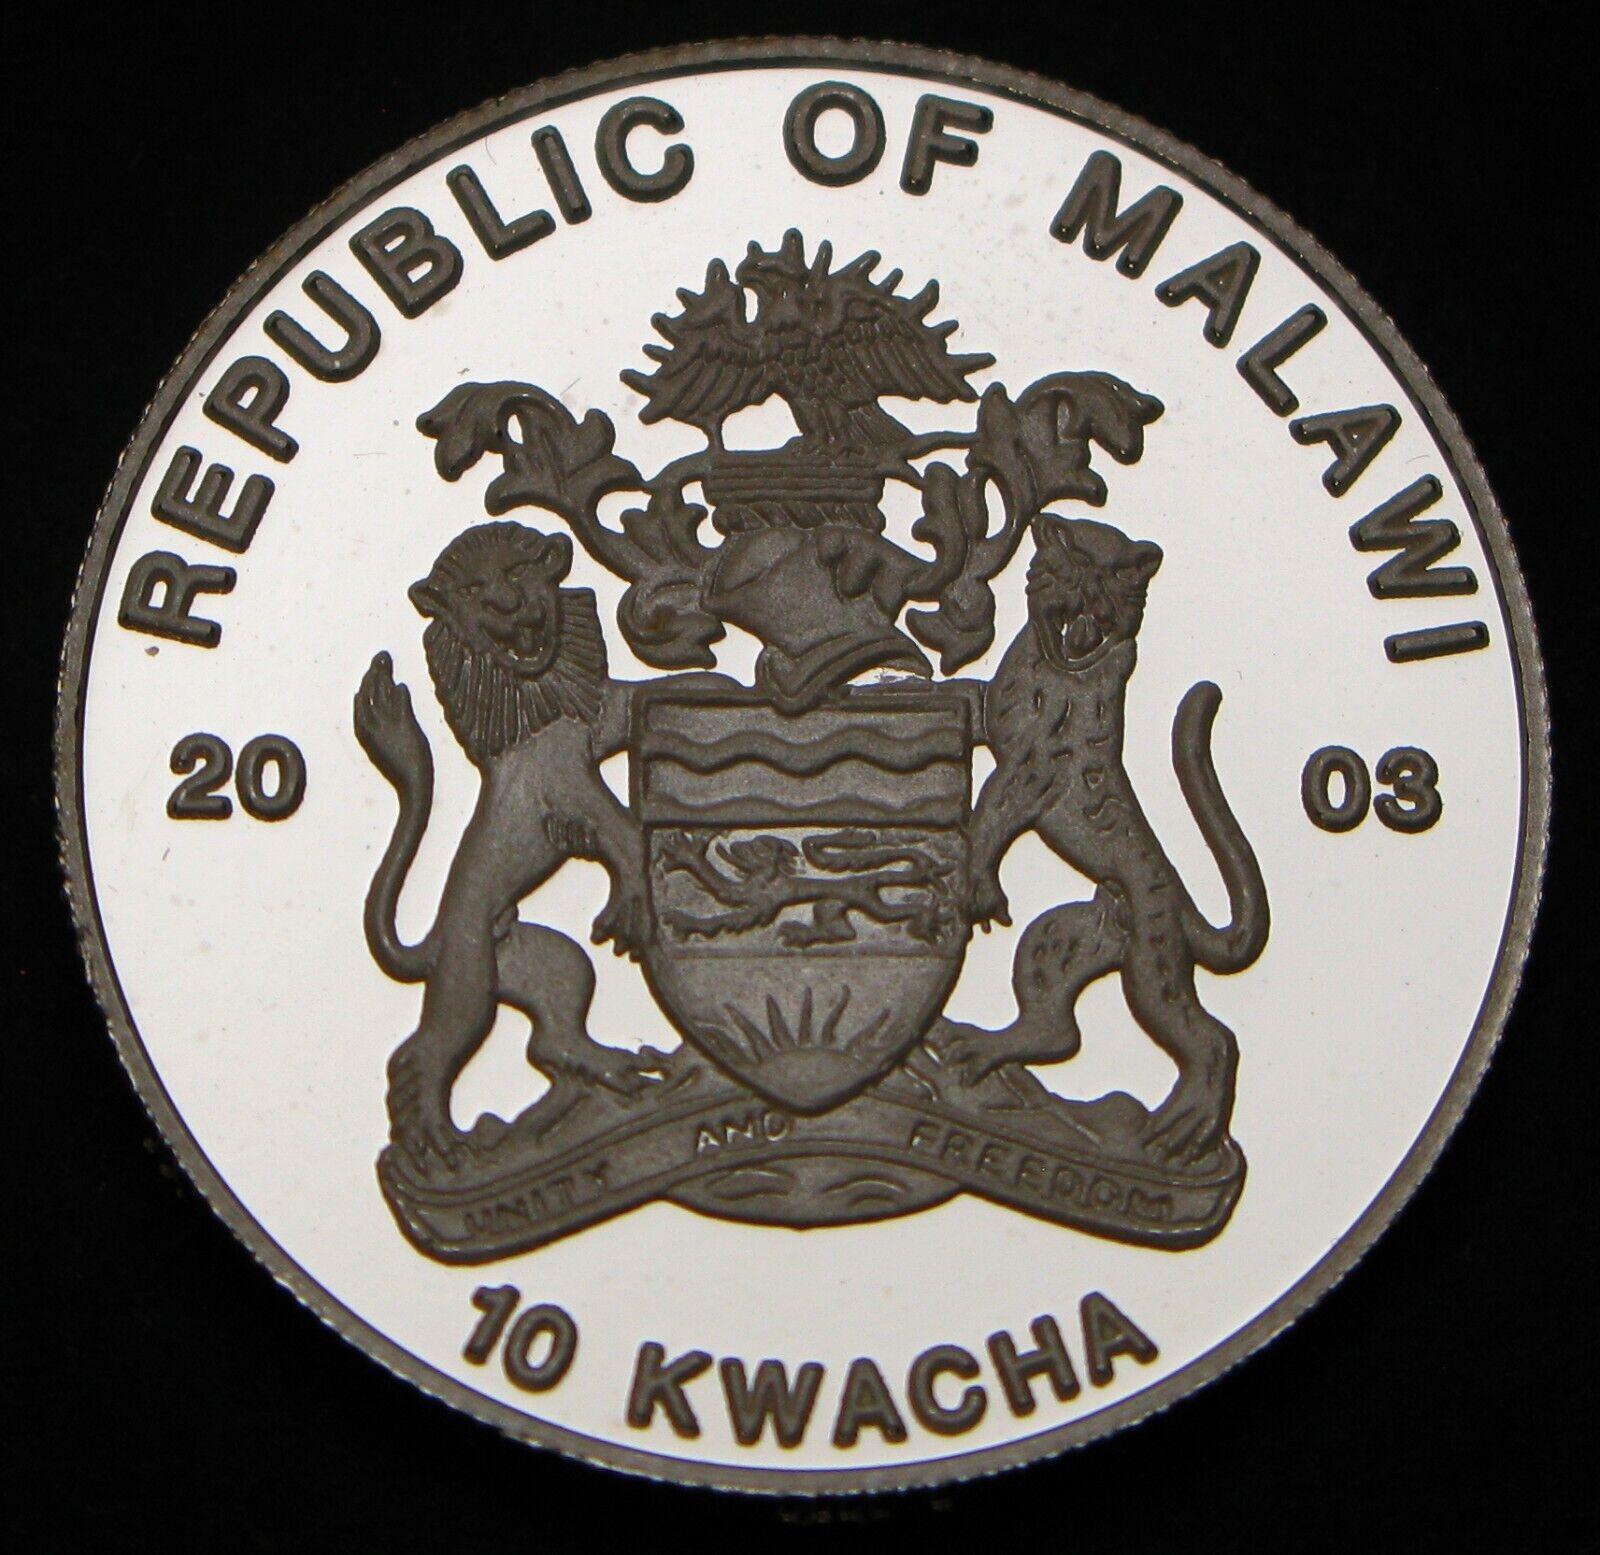 REPUBLIC OF MALAWI
20 03
UNITY AND FREEDOM
10 KWACHA